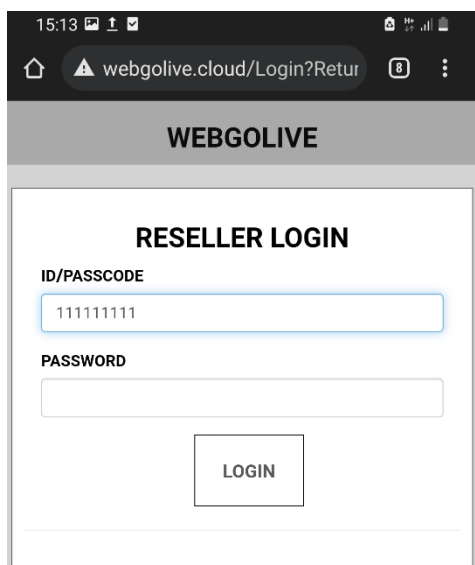 15:13
H+
webgolive.cloud/Login?Retur
8
WEBGOLIVE
RESELLER LOGIN
ID/PASSCODE
111111111
PASSWORD
LOGIN